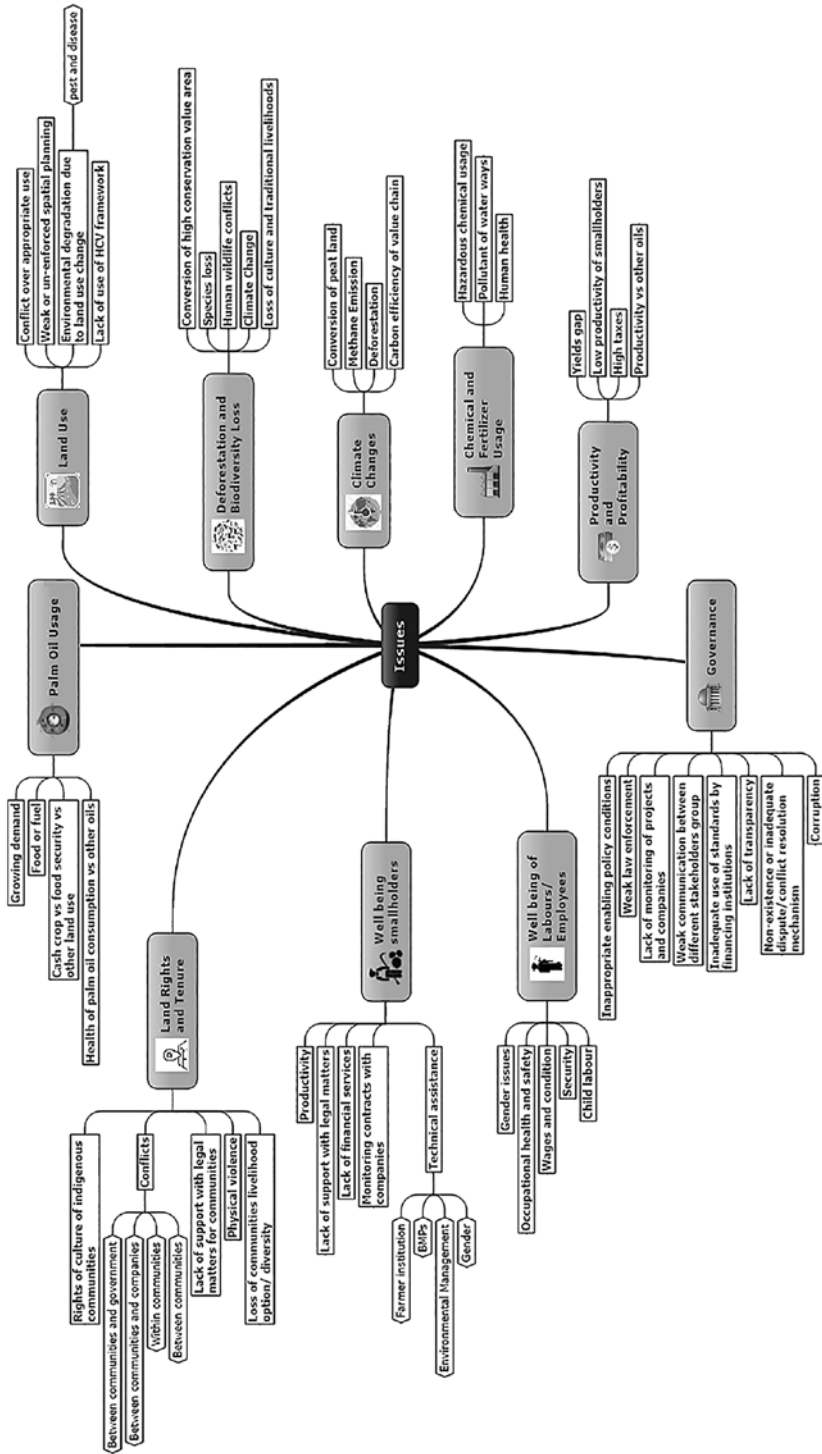 Issues
Palm Oil Usage
Growing demand
Food or fuel
Cash crop vs food security vs
other land use
Health of palm oil consumption vs other oils
Land Rights
and Tenure
Rights of culture of indigenous
communities
Conflicts
Between communities and government
Between communities and companies
Within communities
Between communities
Lack of support with legal
matters for communities
Physical violence
Loss of communities livelihood
option/ diversity
Well being
smallholders
Productivity
Lack of support with legal matters
Lack of financial services
Monitoring contracts with
companies
Technical assistance
Farmer institution
BMPs
Environmental Management
Gender
Well being of
Labours/
Employees
Gender issues
Occupational health and safety
Wages and condition
Security
Child labour
Land Use
Conflict over appropriate use
Weak or un-enforced spatial planning
Environmental degradation due
to land use change
pest and disease
Lack of use of HCV framework
Deforestation and
Biodiversity Loss
Conversion of high conservation value area
Species loss
Human wildlife conflicts
Climate Change
Loss of culture and traditional livelihoods
Climate
Changes
Conversion of peat land
Methane Emission
Deforestation
Carbon efficiency of value chain
Chemical and
Fertilizer
Usage
Hazardous chemical usage
Pollutant of water ways
Human health
Productivity
and
Profitability
Yields gap
Low productivity of smallholders
High taxes
Productivity vs other oils
Governance
Inappropriate enabling policy conditions
Weak law enforcement
Lack of monitoring of projects
and companies
Weak communication between
different stakeholders group
Inadequate use of standards by
financing institutions
Lack of transparency
Non-existence or inadequate
dispute/conflict resolution
mechanism
Corruption